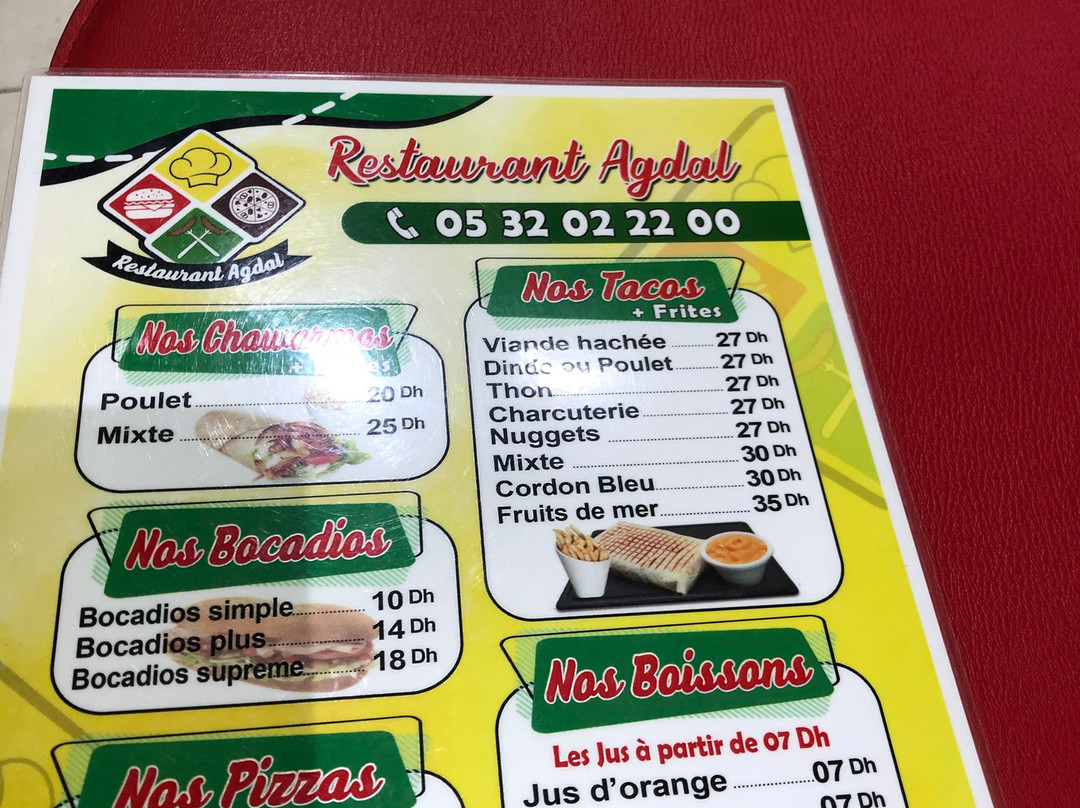 Restaurant Agdal
Restaurant Agdal
05 32 02 22 00
Nos Chawarmas
Poulet 20 Dh
Mixte 25 Dh
Nos Bocadios
Bocadios simple 10 Dh
Bocadios plus 14 Dh
Bocadios supreme 18 Dh
Nos Pizzas
Nos Tacos
+ Frites
Viande hachée 27 Dh
Dinde ou Poulet 27 Dh
Thon 27 Dh
Charcuterie 27 Dh
Nuggets 27 Dh
Mixte 30 Dh
Cordon Bleu 30 Dh
Fruits de mer 35 Dh
Nos Boissons
Les Jus à partir de 07 Dh
Jus d'orange 07 Dh
07 Dh